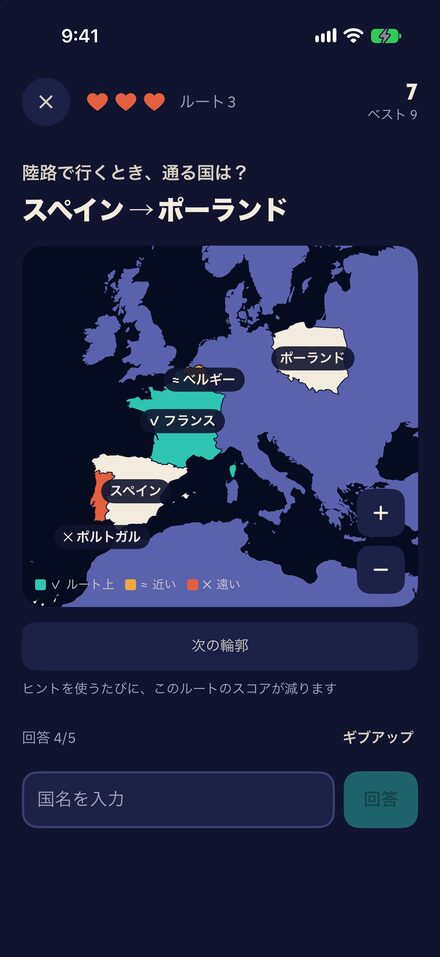 9:41
ルート 3
7
ベスト 9
陸路で行くとき、通る国は？
スペイン → ポーランド
ポーランド
≈ ベルギー
✓ フランス
スペイン
× ポルトガル
+
−
✓ ルート上 ≈ 近い × 遠い
次の輪郭
ヒントを使うたびに、このルートのスコアが減ります
回答 4/5
ギブアップ
国名を入力
回答